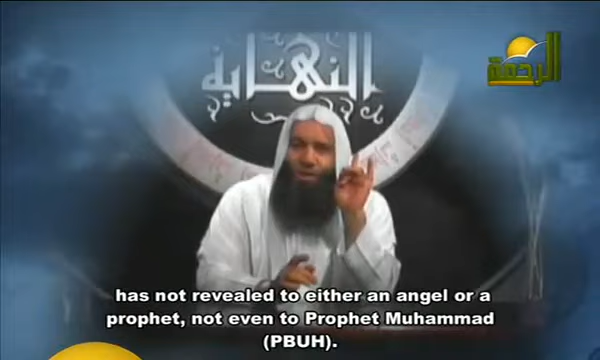 النهاية
الرحمة
has not revealed to either an angel or a
prophet, not even to Prophet Muhammad
(PBUH).